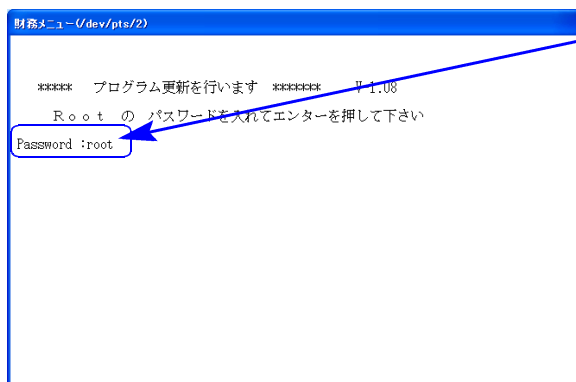 財務メニュー(/dev/pts/2)
***** プログラム更新を行います ******* V-1.08
Ｒｏｏｔ の パスワードを入れてエンターを押して下さい
Password :root